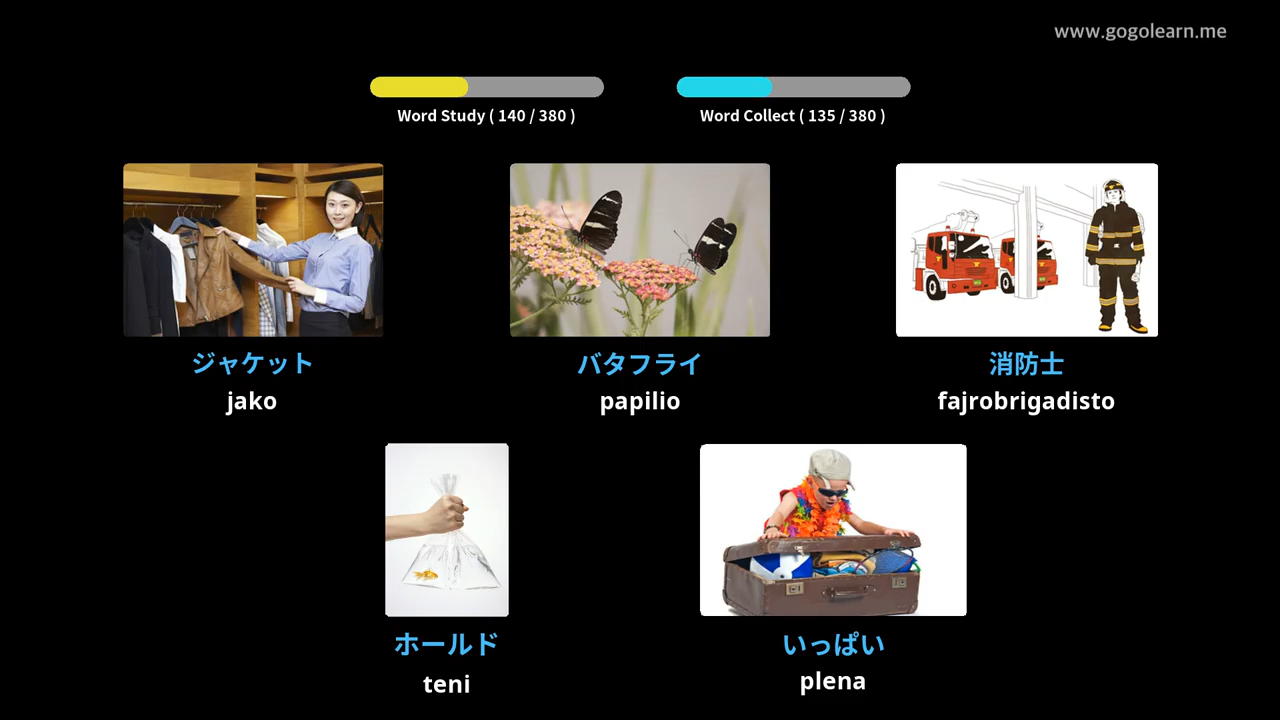 www.gogolearn.me
Word Study ( 140 / 380 )
Word Collect ( 135 / 380 )
ジャケット
jako
バタフライ
papilio
消防士
fajrobrigadisto
ホールド
teni
いっぱい
plena